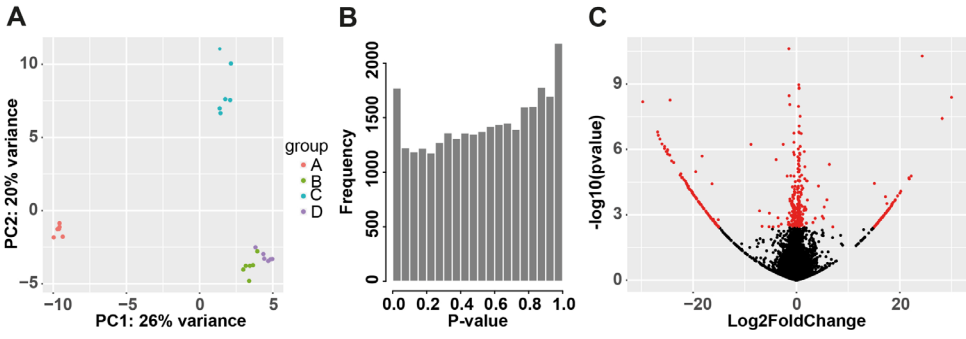 A
B
C
10
5
0
−5
−10
−5
0
5
PC2: 20% variance
PC1: 26% variance
group
A
B
C
D
2000
1500
1000
500
0
0.0
0.2
0.4
0.6
0.8
1.0
Frequency
P-value
9
6
3
0
−20
0
20
-log10(pvalue)
Log2FoldChange